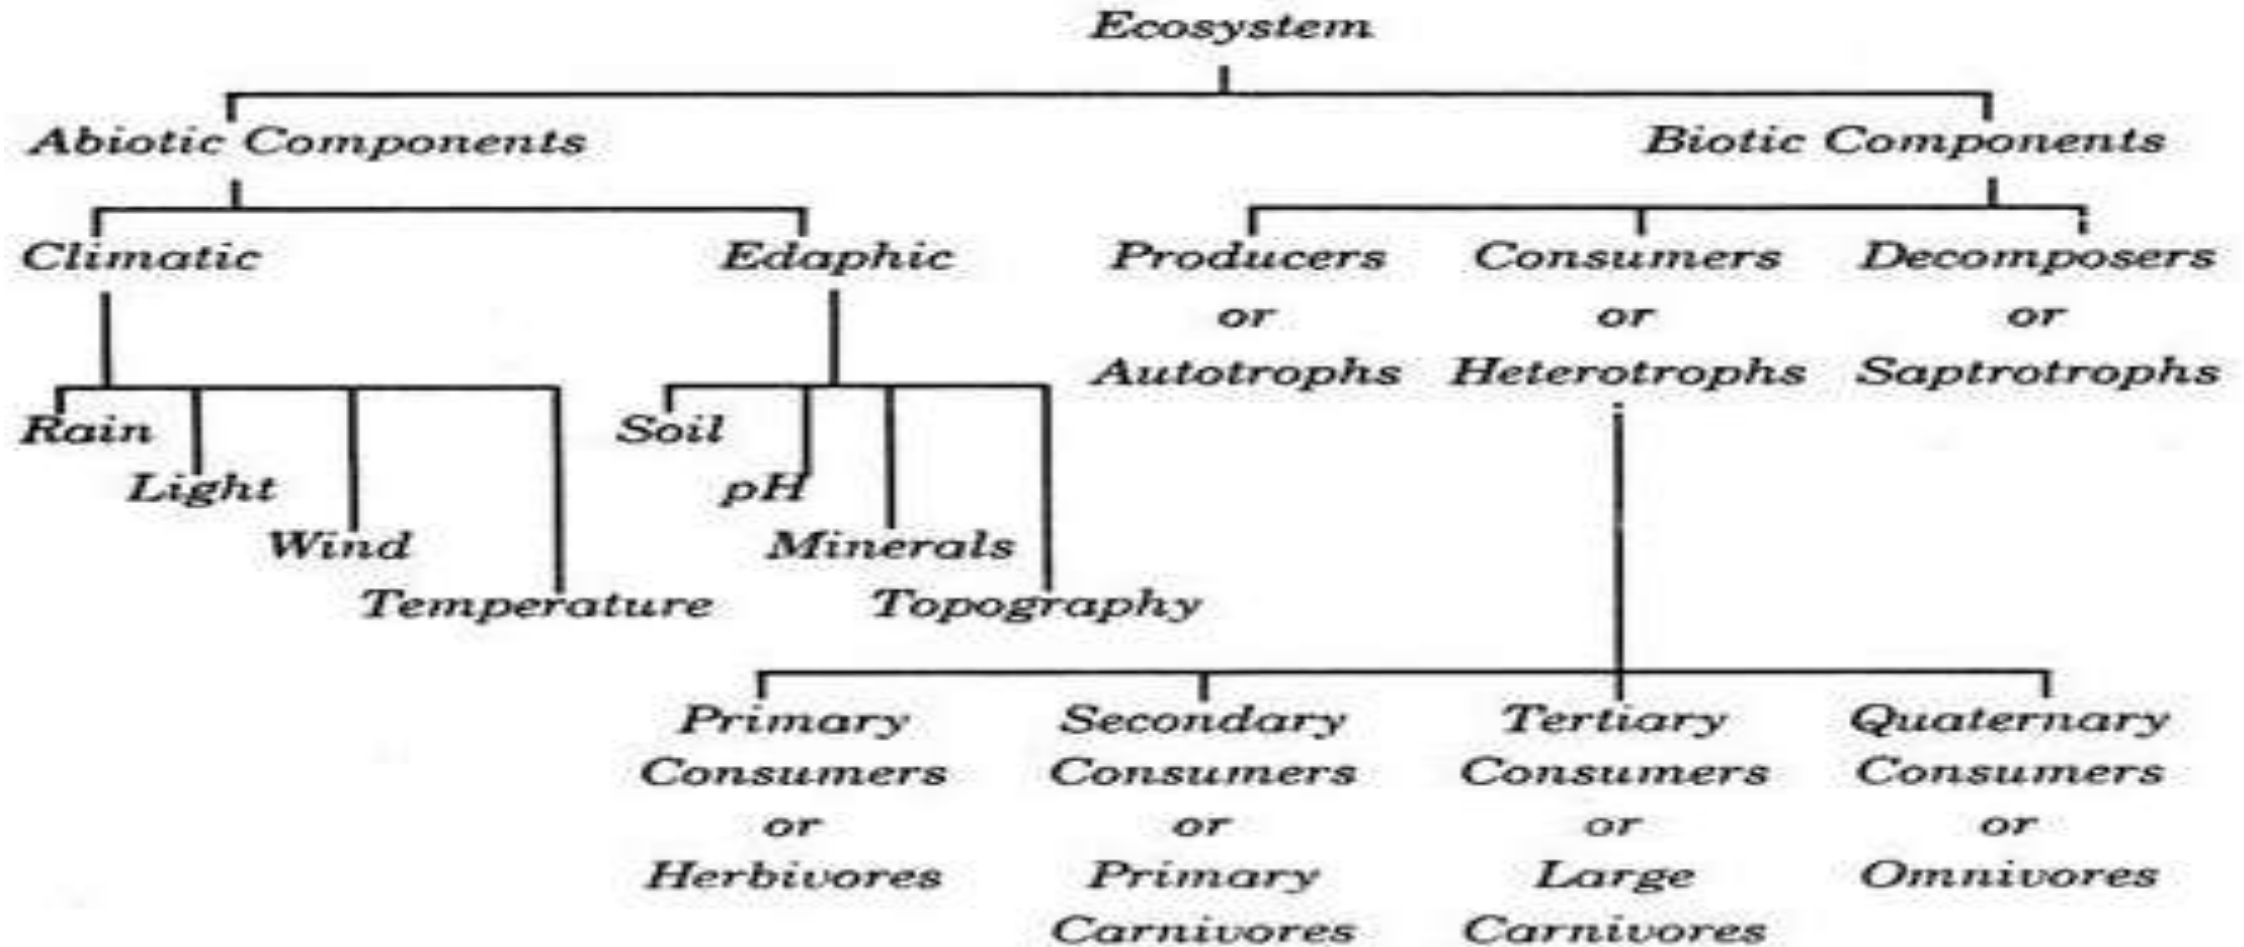 Ecosystem
Abiotic Components Biotic Components
Climatic Edaphic Producers Consumers Decomposers
or or or
Autotrophs Heterotrophs Saptrotrophs
Rain Soil
Light pH
Wind Minerals
Temperature Topography
Primary Secondary Tertiary Quaternary
Consumers Consumers Consumers Consumers
or or or or
Herbivores Primary Large Omnivores
Carnivores Carnivores